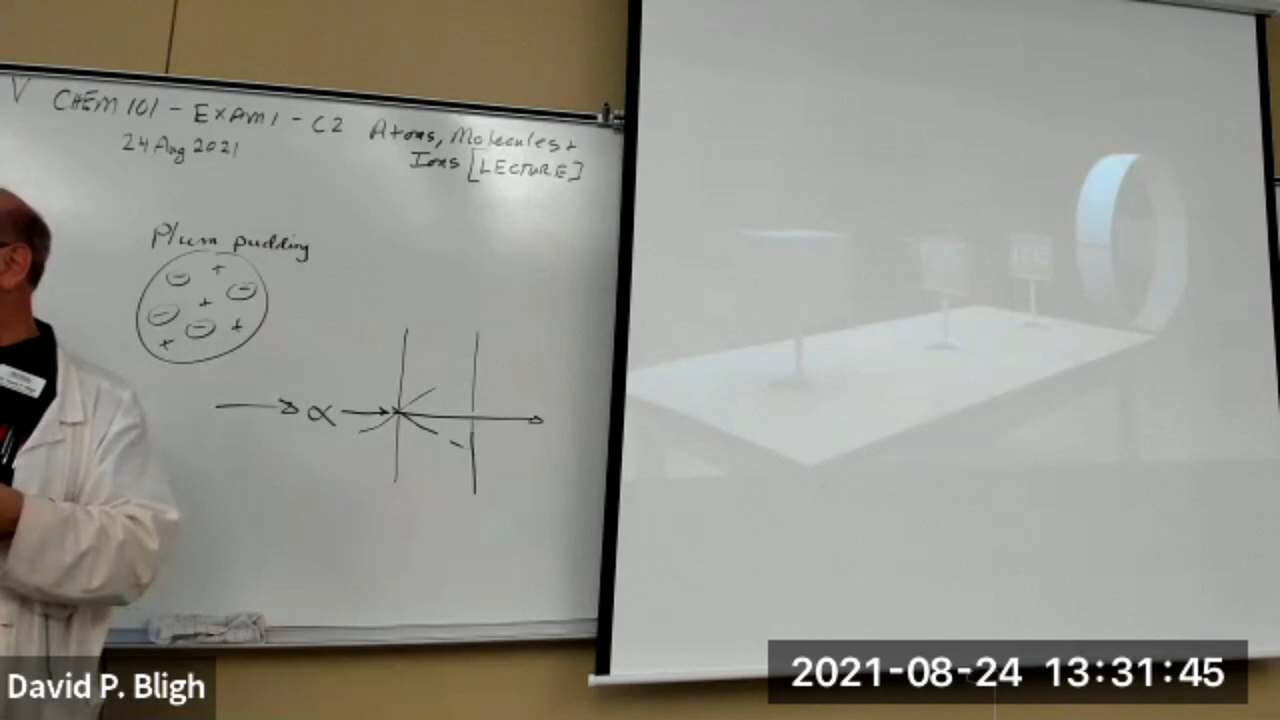 V CHEM 101 - EXAM 1 - C2
24 Aug 2021
Atoms, Molecules +
Ions [LECTURE]
Plum pudding
- +
- + -
- +
+
α
David P. Bligh
2021-08-24 13:31:45